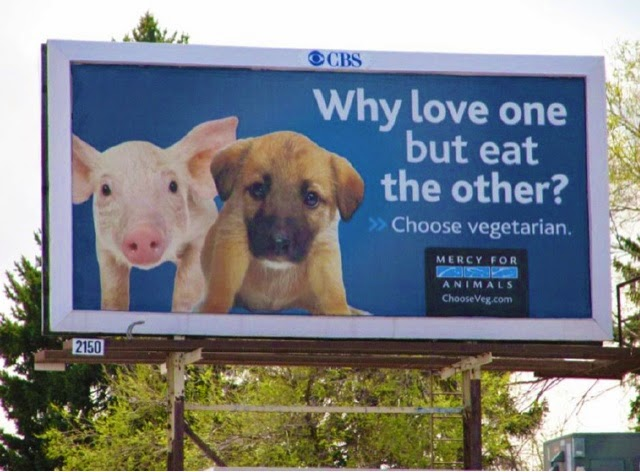 CBS
Why love one
but eat
the other?
>> Choose vegetarian.
MERCY FOR
ANIMALS
ChooseVeg.com
2150